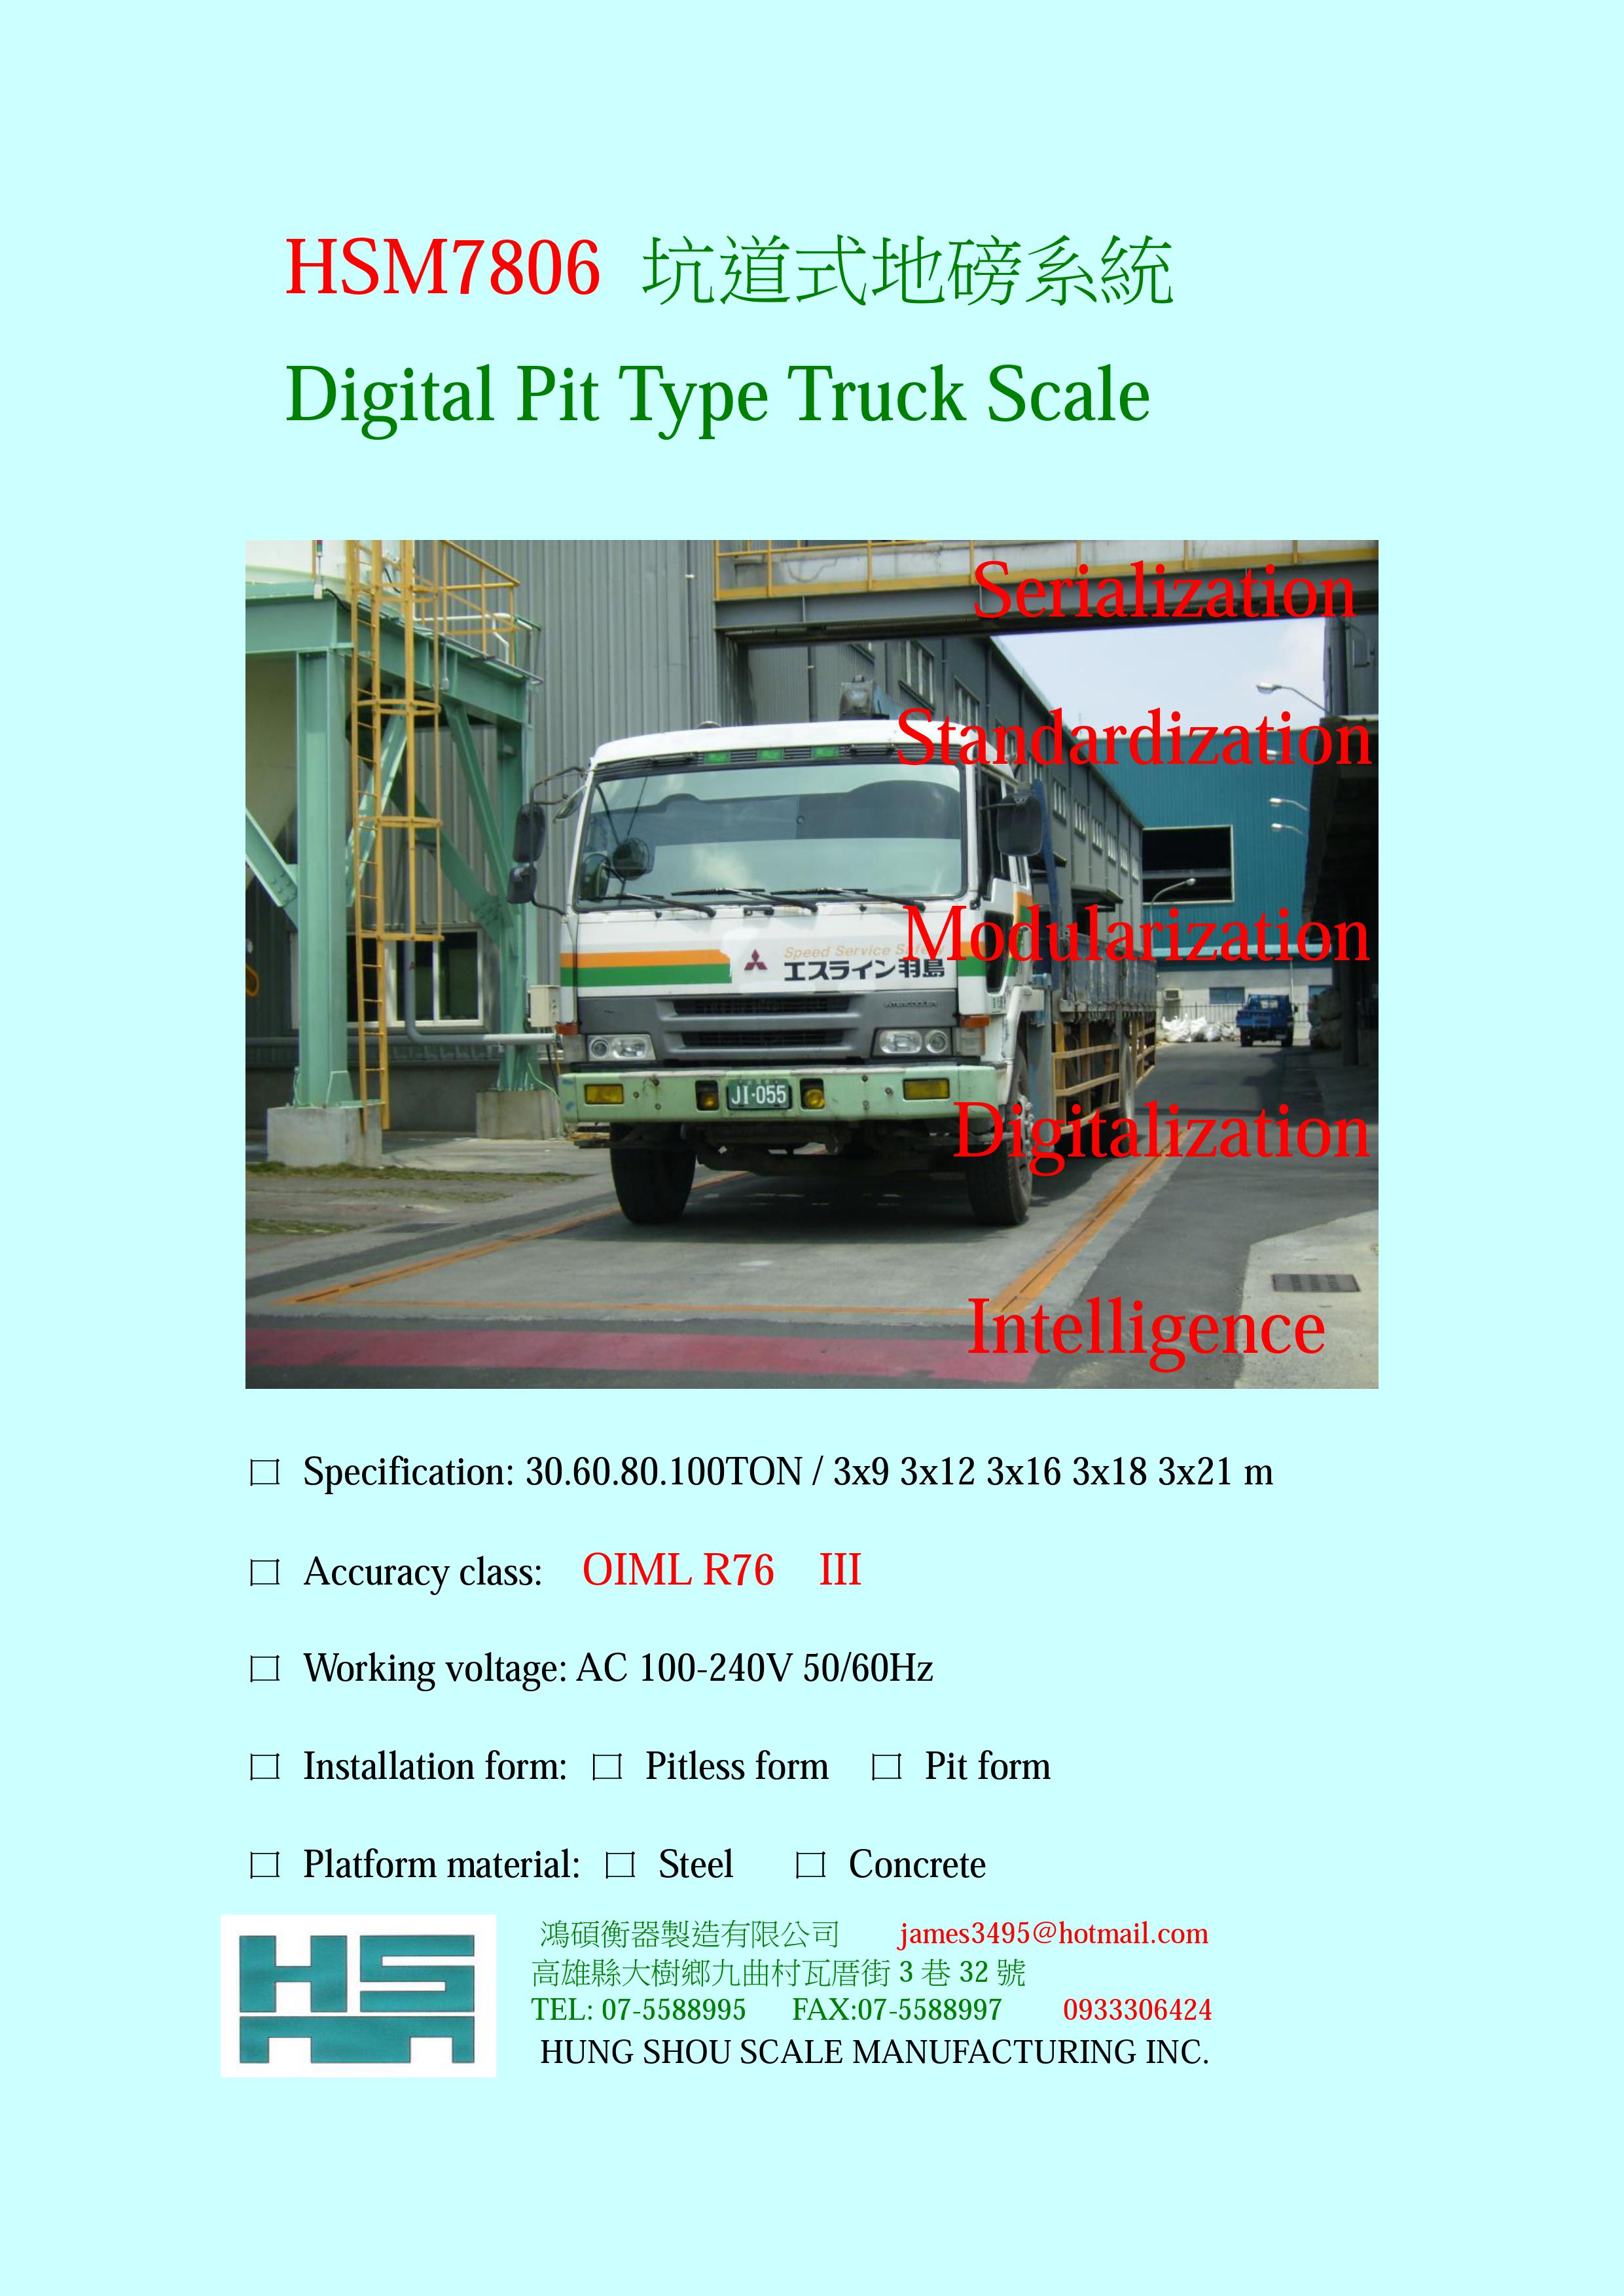 HSM7806 坑道式地磅系統
Digital Pit Type Truck Scale
Serialization
Standardization
Modularization
Speed Service Safety
エスライン羽島
JI-055
Digitalization
Intelligence
□ Specification: 30.60.80.100TON / 3x9 3x12 3x16 3x18 3x21 m
□ Accuracy class: OIML R76 III
□ Working voltage: AC 100-240V 50/60Hz
□ Installation form: □ Pitless form □ Pit form
□ Platform material: □ Steel □ Concrete
HS
鴻碩衡器製造有限公司 james3495@hotmail.com
高雄縣大樹鄉九曲村瓦厝街 3 巷 32 號
TEL: 07-5588995 FAX:07-5588997 0933306424
HUNG SHOU SCALE MANUFACTURING INC.